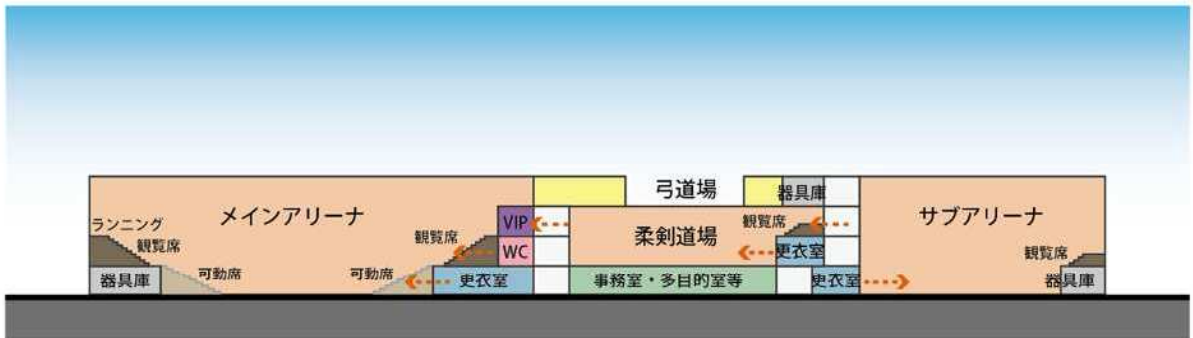 弓道場
器具庫
メインアリーナ
サブアリーナ
ランニング
VIP
観覧席
柔剣道場
観覧席
観覧席
WC
更衣室
観覧席
器具庫
可動席
可動席
更衣室
事務室・多目的室等
更衣室
器具庫